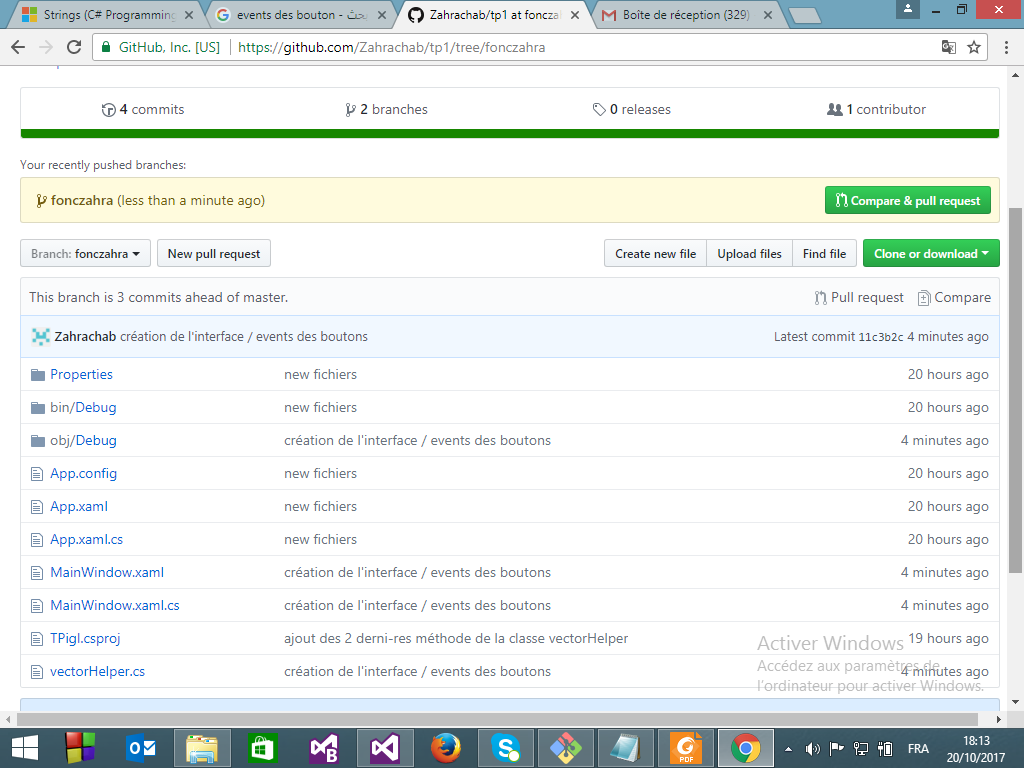 Strings (C# Programming
events des bouton - بحث
Zahrachab/tp1 at foncza
Boîte de réception (329)
GitHub, Inc. [US]
https://github.com/Zahrachab/tp1/tree/fonczahra
4 commits
2 branches
0 releases
1 contributor
Your recently pushed branches:
fonczahra (less than a minute ago)
Compare & pull request
Branch: fonczahra
New pull request
Create new file
Upload files
Find file
Clone or download
This branch is 3 commits ahead of master.
Pull request
Compare
Zahrachab création de l'interface / events des boutons
Latest commit 11c3b2c 4 minutes ago
Properties new fichiers 20 hours ago
bin/Debug new fichiers 20 hours ago
obj/Debug création de l'interface / events des boutons 4 minutes ago
App.config new fichiers 20 hours ago
App.xaml new fichiers 20 hours ago
App.xaml.cs new fichiers 20 hours ago
MainWindow.xaml création de l'interface / events des boutons 4 minutes ago
MainWindow.xaml.cs création de l'interface / events des boutons 4 minutes ago
TPigl.csproj ajout des 2 derni-res méthode de la classe vectorHelper 19 hours ago
vectorHelper.cs création de l'interface / events des boutons 4 minutes ago
Activer Windows
Accédez aux paramètres de
l'ordinateur pour activer Windows.
PDF
FRA
18:13
20/10/2017